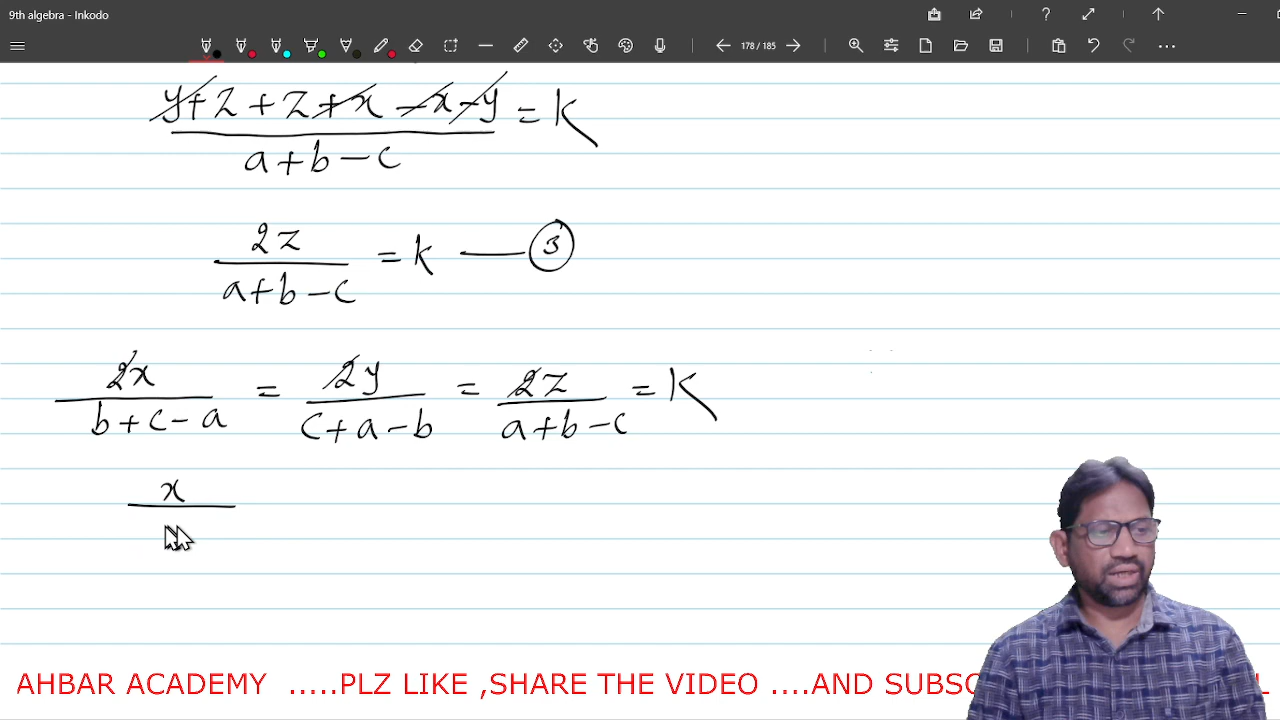 9th algebra - Inkodo
178 / 185
y+z+z+x-x-y / a+b-c = k
2z / a+b-c = k —— ③
2x / b+c-a = 2y / c+a-b = 2z / a+b-c = k
x
AHBAR ACADEMY .....PLZ LIKE ,SHARE THE VIDEO ....AND SUBSC L